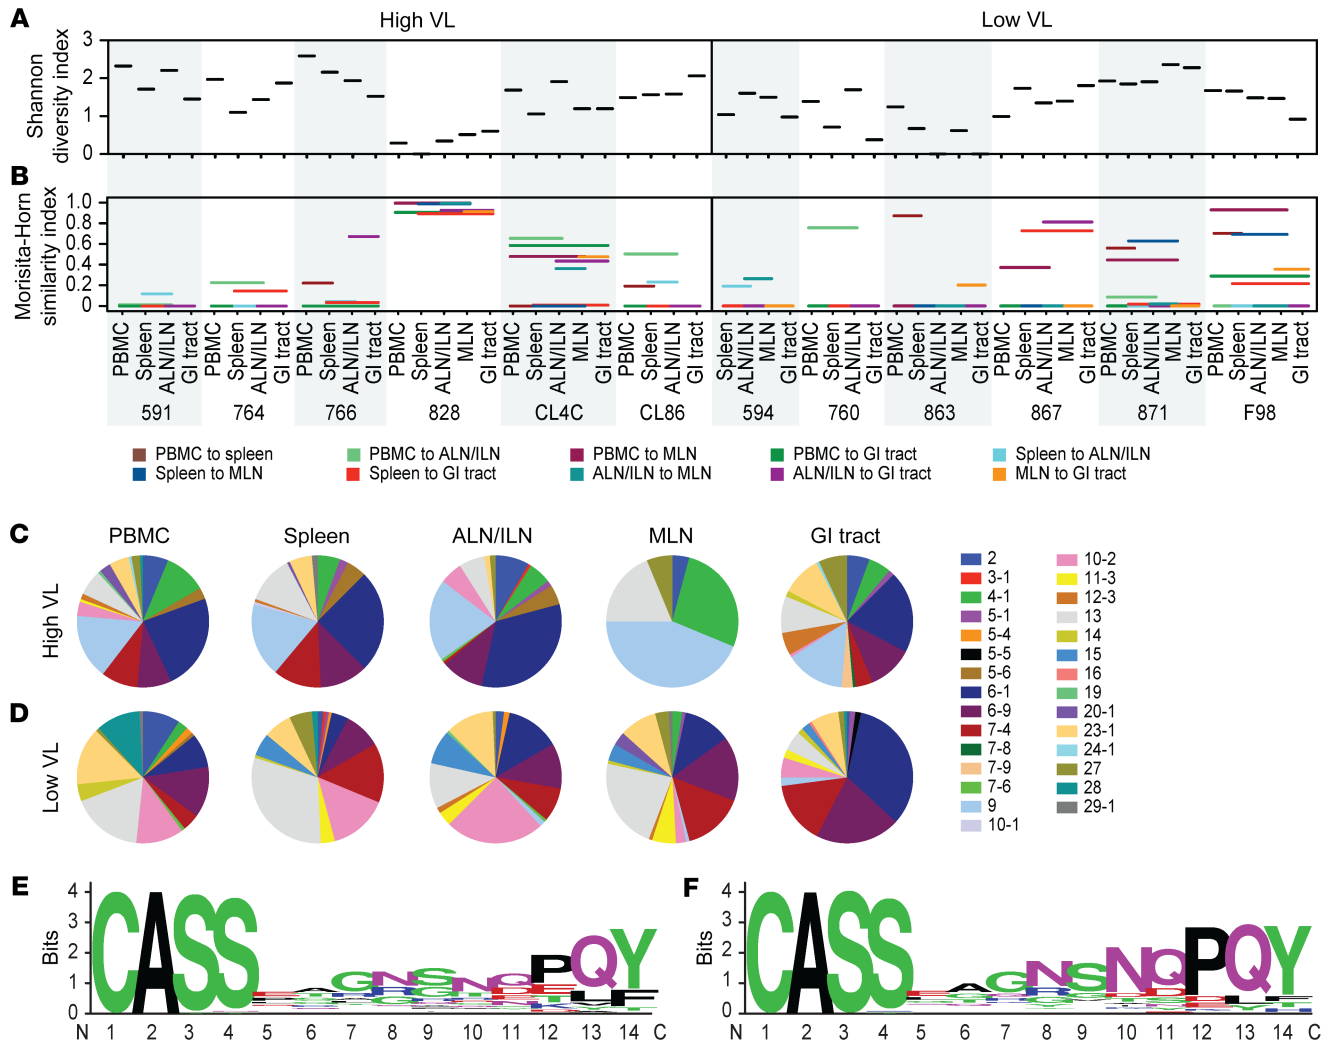 A
High VL
Low VL
Shannon
diversity index
3
2
1
0
B
Morisita-Horn
similarity index
1.0
0.8
0.6
0.4
0.2
0
PBMC Spleen ALN/ILN GI tract
PBMC Spleen ALN/ILN GI tract
PBMC Spleen ALN/ILN GI tract
PBMC Spleen ALN/ILN MLN GI tract
PBMC Spleen ALN/ILN MLN GI tract
PBMC Spleen ALN/ILN GI tract
Spleen ALN/ILN MLN GI tract
PBMC Spleen ALN/ILN GI tract
PBMC Spleen ALN/ILN MLN GI tract
PBMC Spleen ALN/ILN MLN GI tract
PBMC Spleen ALN/ILN MLN GI tract
PBMC Spleen ALN/ILN MLN GI tract
591 764 766 828 CL4C CL86 594 760 863 867 871 F98
PBMC to spleen PBMC to ALN/ILN PBMC to MLN PBMC to GI tract Spleen to ALN/ILN
Spleen to MLN Spleen to GI tract ALN/ILN to MLN ALN/ILN to GI tract MLN to GI tract
C
PBMC Spleen ALN/ILN MLN GI tract
High VL
D
Low VL
2
3-1
4-1
5-1
5-4
5-5
5-6
6-1
6-9
7-4
7-8
7-9
7-6
9
10-1
10-2
11-3
12-3
13
14
15
16
19
20-1
23-1
24-1
27
28
29-1
E
Bits
4
3
2
1
0
CASS
G N S N Q P Q Y
N 1 2 3 4 5 6 7 8 9 10 11 12 13 14 C
F
Bits
4
3
2
1
0
CASS
A G N S N Q P Q Y
N 1 2 3 4 5 6 7 8 9 10 11 12 13 14 C